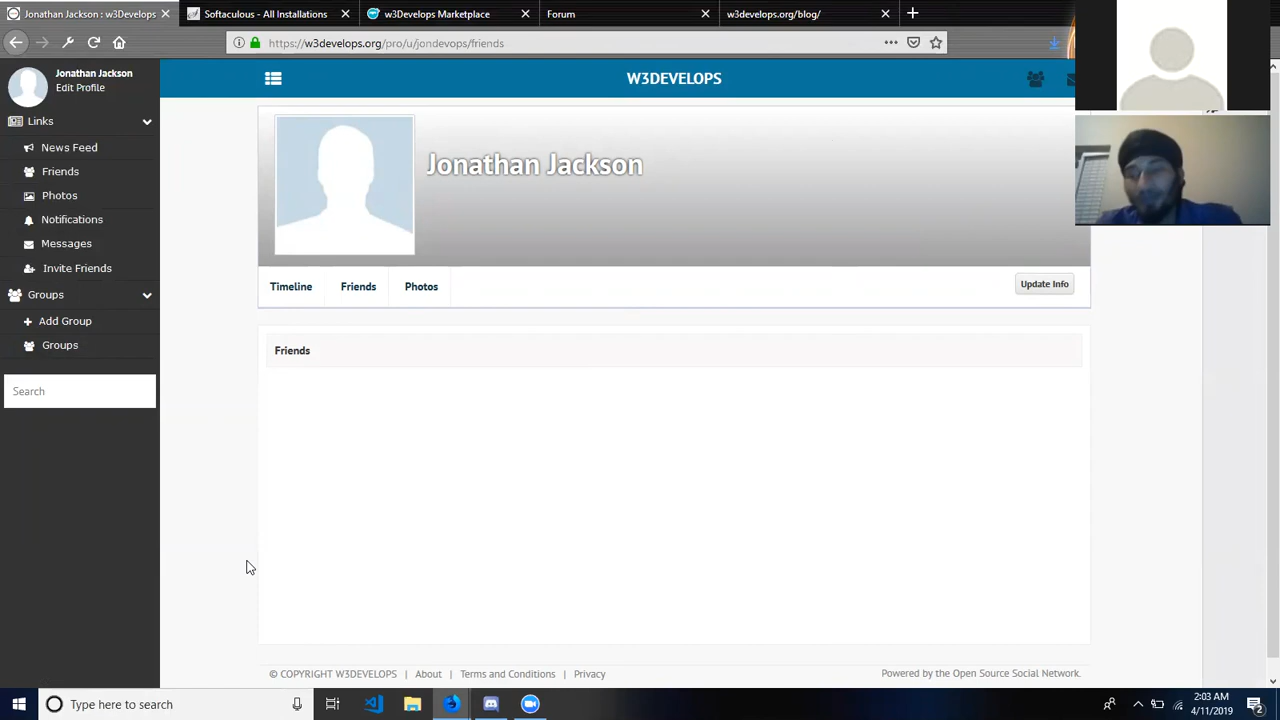 Jonathan Jackson : w3Develops
Softaculous - All Installations
w3Develops Marketplace
Forum
w3develops.org/blog/
https://w3develops.org/pro/u/jondevops/friends
Jonathan Jackson
Edit Profile
Links
News Feed
Friends
Photos
Notifications
Messages
Invite Friends
Groups
Add Group
Groups
Search
W3DEVELOPS
Jonathan Jackson
Timeline
Friends
Photos
Update Info
Friends
© COPYRIGHT W3DEVELOPS | About | Terms and Conditions | Privacy
Powered by the Open Source Social Network.
Type here to search
2:03 AM
4/11/2019
2